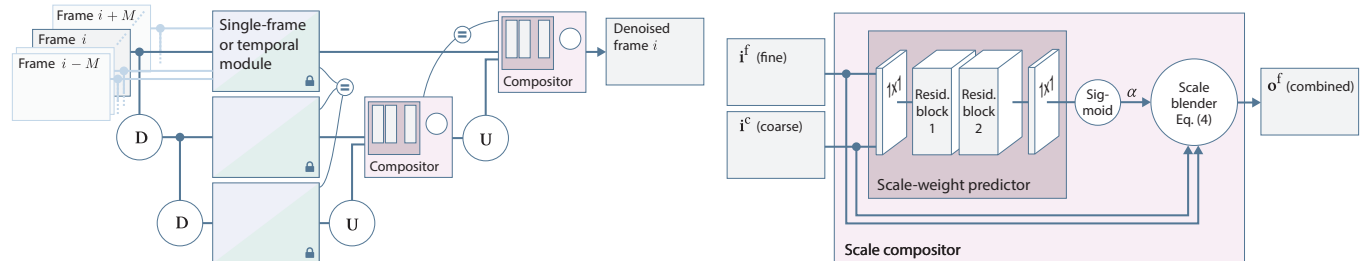 Frame i + M
Frame i
Frame i − M
Single-frame
or temporal
module
=
=
Compositor
Denoised
frame i
D
D
Compositor
U
U
i^f (fine)
i^c (coarse)
1x1
Resid.
block
1
Resid.
block
2
1x1
Scale-weight predictor
Sig-
moid
α
Scale
blender
Eq. (4)
o^f (combined)
Scale compositor